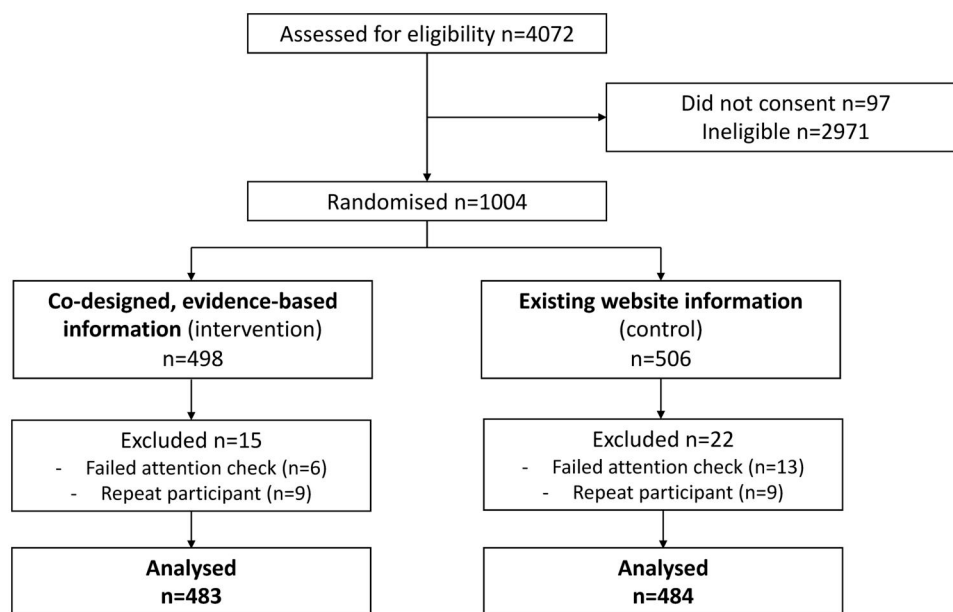 Assessed for eligibility n=4072
Did not consent n=97
Ineligible n=2971
Randomised n=1004
Co-designed, evidence-based
information (intervention)
n=498
Existing website information
(control)
n=506
Excluded n=15
- Failed attention check (n=6)
- Repeat participant (n=9)
Excluded n=22
- Failed attention check (n=13)
- Repeat participant (n=9)
Analysed
n=483
Analysed
n=484